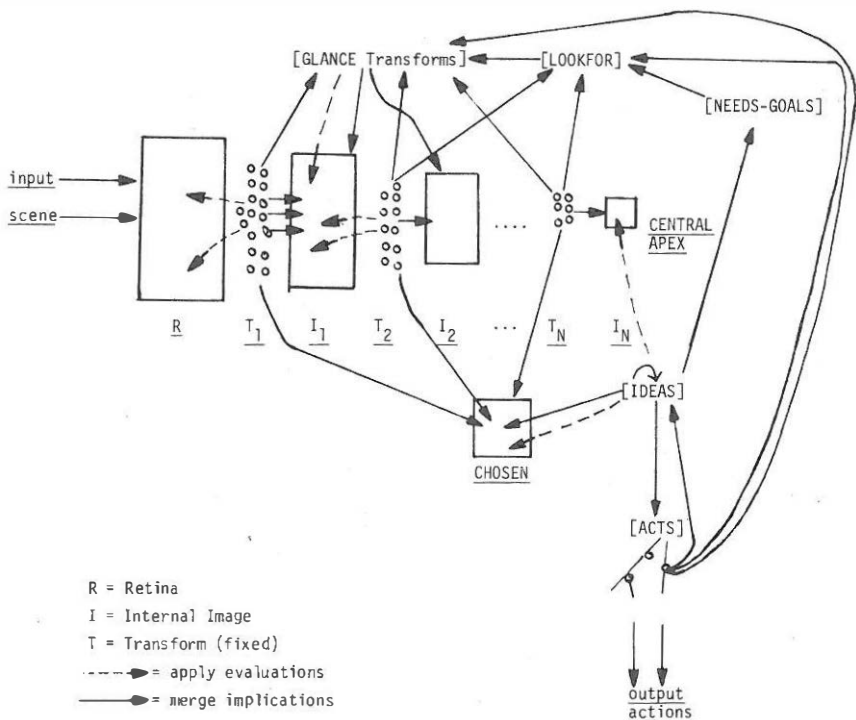 [GLANCE Transforms] [LOOKFOR]
[NEEDS-GOALS]
input
scene
....
CENTRAL
APEX
R T1 I1 T2 I2 .... TN IN
[IDEAS]
CHOSEN
[ACTS]
R = Retina
I = Internal Image
T = Transform (fixed)
= apply evaluations
= merge implications
output
actions